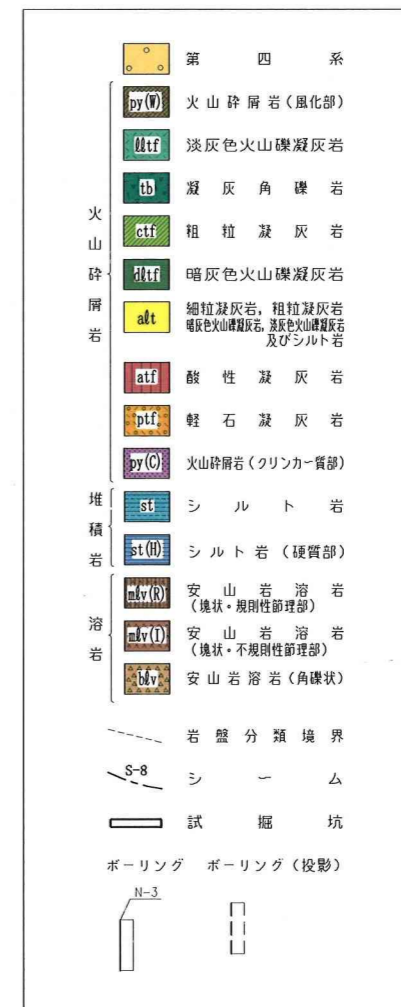 第四系
火山砕屑岩
py(W) 火山砕屑岩(風化部)
lltf 淡灰色火山礫凝灰岩
tb 凝灰角礫岩
ctf 粗粒凝灰岩
dltf 暗灰色火山礫凝灰岩
alt 細粒凝灰岩,粗粒凝灰岩
暗灰色火山礫凝灰岩,淡灰色火山礫凝灰岩
及びシルト岩
atf 酸性凝灰岩
ptf 軽石凝灰岩
py(C) 火山砕屑岩(クリンカー質部)
堆積岩
st シルト岩
st(H) シルト岩(硬質部)
溶岩
mlv(R) 安山岩溶岩
(塊状・規則性節理部)
mlv(I) 安山岩溶岩
(塊状・不規則性節理部)
blv 安山岩溶岩(角礫状)
岩盤分類境界
S-8 シーム
試掘坑
ボーリング ボーリング(投影)
N-3